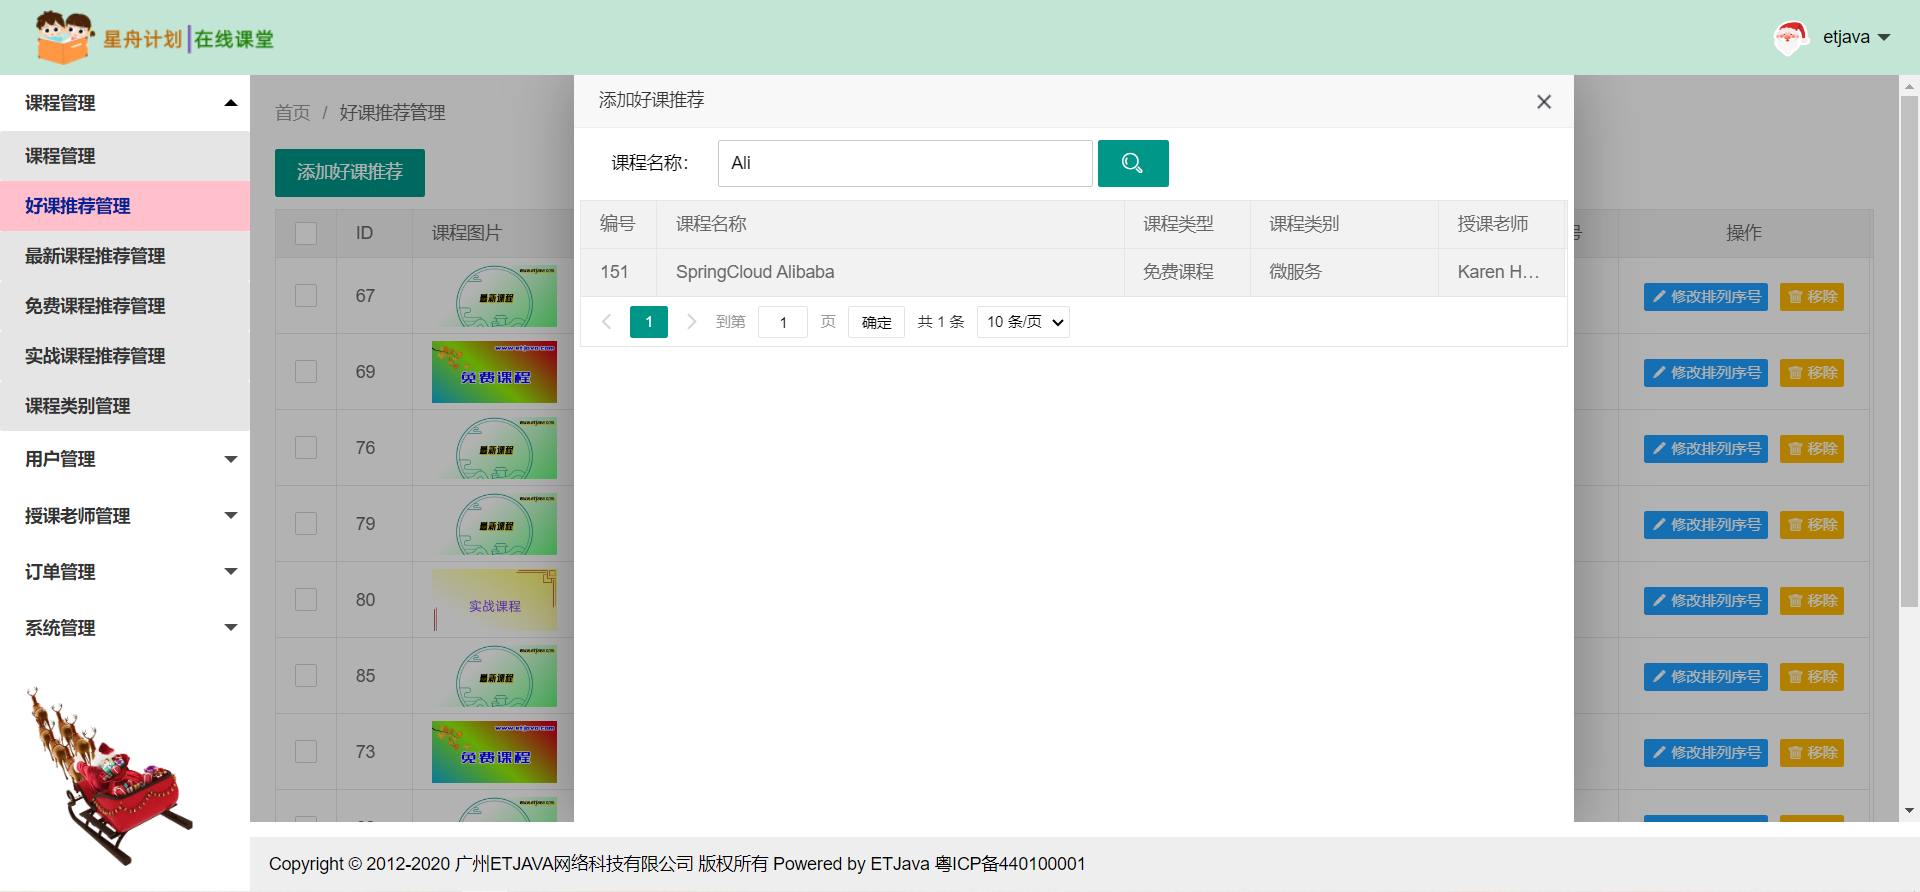 星舟计划|在线课堂
etjava
课程管理
课程管理
好课推荐管理
最新课程推荐管理
免费课程推荐管理
实战课程推荐管理
课程类别管理
用户管理
授课老师管理
订单管理
系统管理
首页 / 好课推荐管理
添加好课推荐
ID 课程图片
号 操作
67 最新课程 修改排列序号 移除
www.etjava.com
69 免费课程 修改排列序号 移除
76 最新课程 修改排列序号 移除
79 最新课程 修改排列序号 移除
80 实战课程 修改排列序号 移除
85 最新课程 修改排列序号 移除
www.etjava.com
73 免费课程 修改排列序号 移除
添加好课推荐
课程名称: Ali
编号 课程名称 课程类型 课程类别 授课老师
151 SpringCloud Alibaba 免费课程 微服务 Karen H...
1 到第 1 页 确定 共 1 条 10 条/页
Copyright © 2012-2020 广州ETJAVA网络科技有限公司 版权所有 Powered by ETJava 粤ICP备440100001